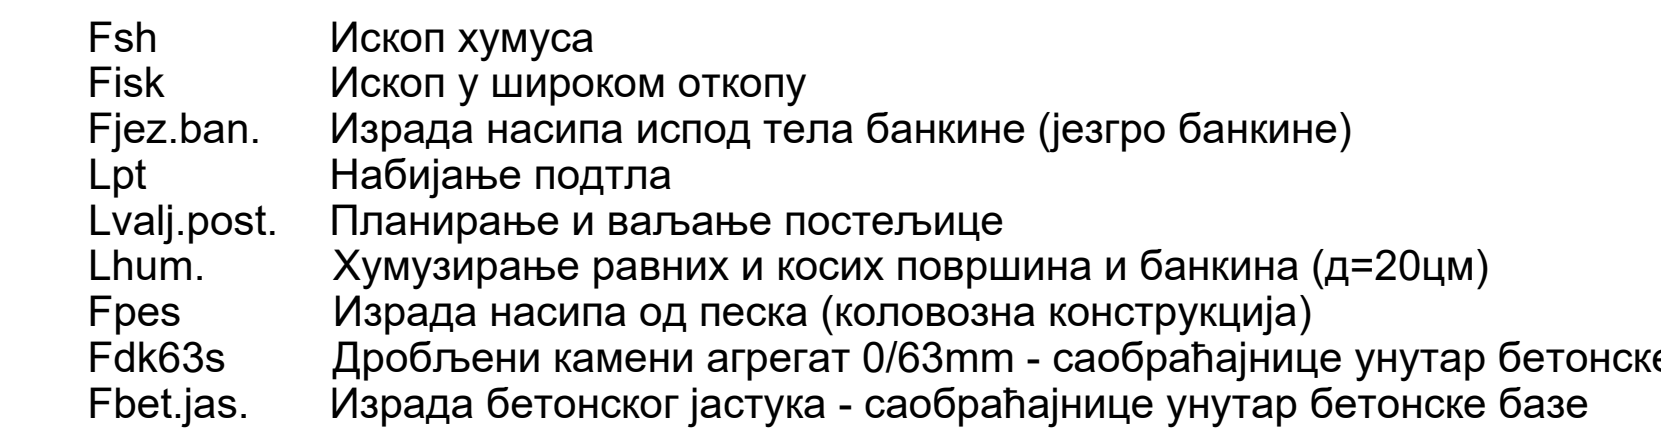 Fsh Ископ хумуса
Fisk Ископ у широком откопу
Fjez.ban. Израда насипа испод тела банкине (језгро банкине)
Lpt Набијање подтла
Lvalj.post. Планирање и ваљање постељице
Lhum. Хумузирање равних и косих површина и банкина (д=20цм)
Fpes Израда насипа од песка (коловозна конструкција)
Fdk63s Дробљени камени агрегат 0/63mm - саобраћајнице унутар бетонске
Fbet.jas. Израда бетонског јастука - саобраћајнице унутар бетонске базе